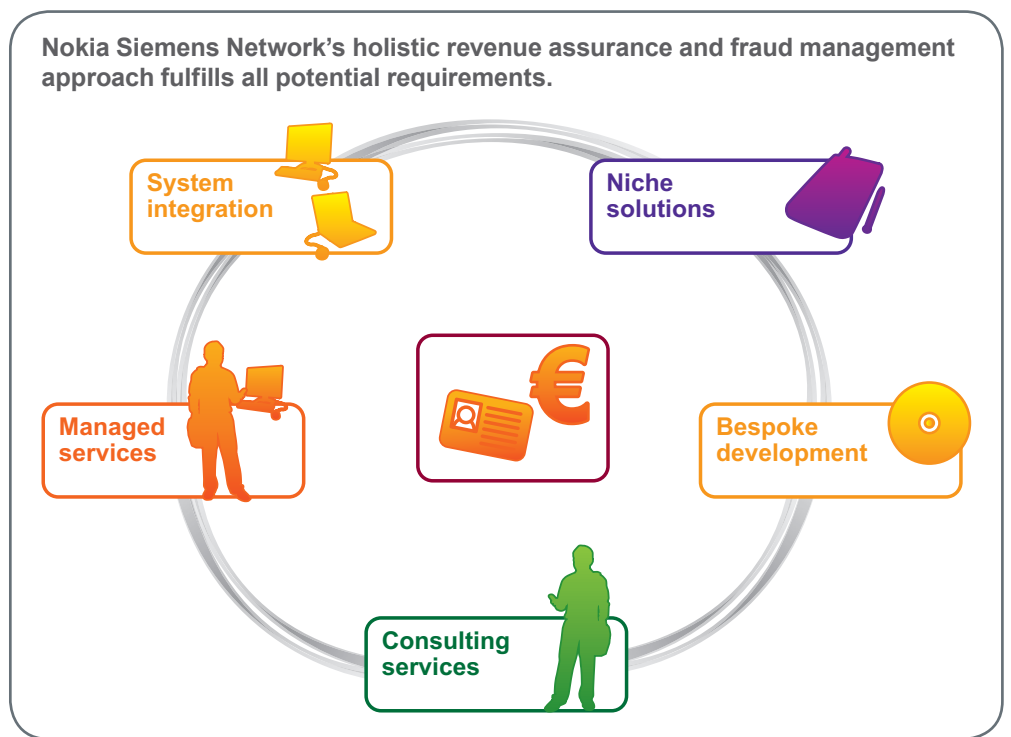 Nokia Siemens Network's holistic revenue assurance and fraud management
approach fulfills all potential requirements.
System
integration
Niche
solutions
Managed
services
Bespoke
development
Consulting
services